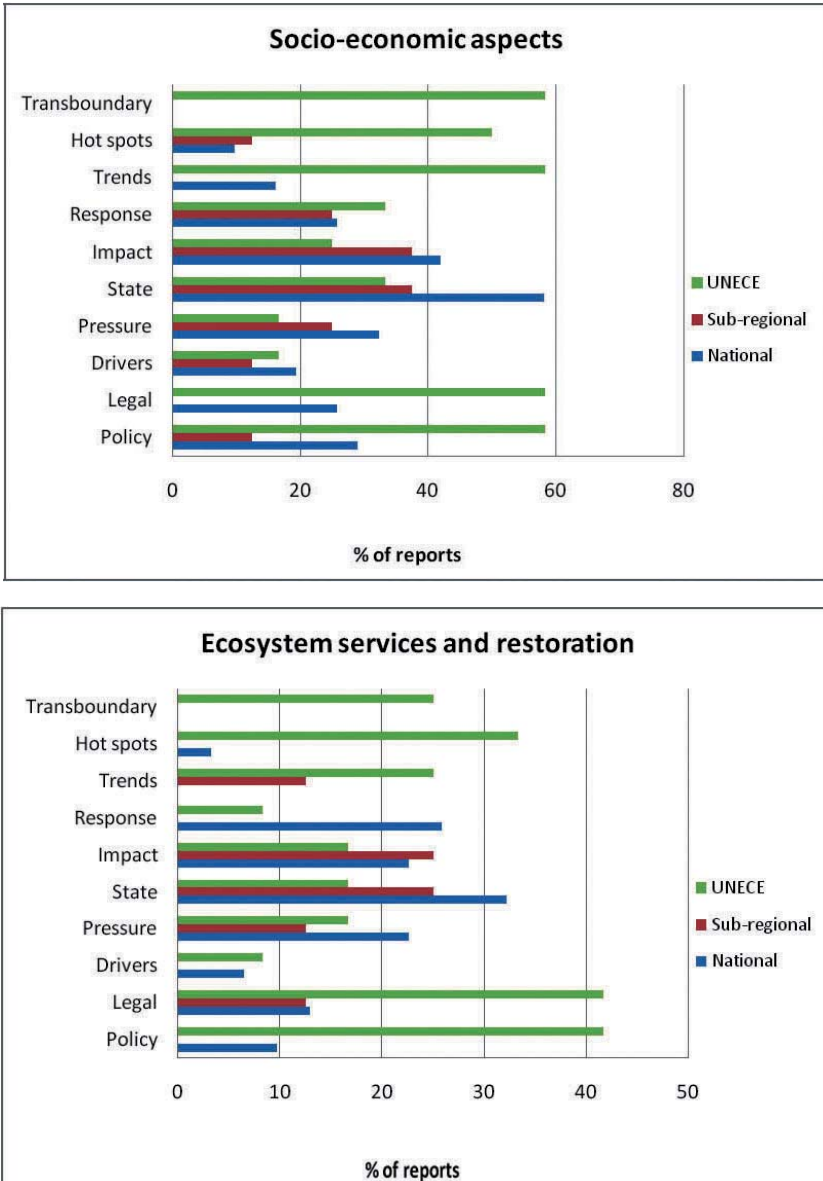 Socio-economic aspects
Transboundary
Hot spots
Trends
Response
Impact
State
Pressure
Drivers
Legal
Policy
UNECE
Sub-regional
National
0 20 40 60 80
% of reports
Ecosystem services and restoration
Transboundary
Hot spots
Trends
Response
Impact
State
Pressure
Drivers
Legal
Policy
UNECE
Sub-regional
National
0 10 20 30 40 50
% of reports